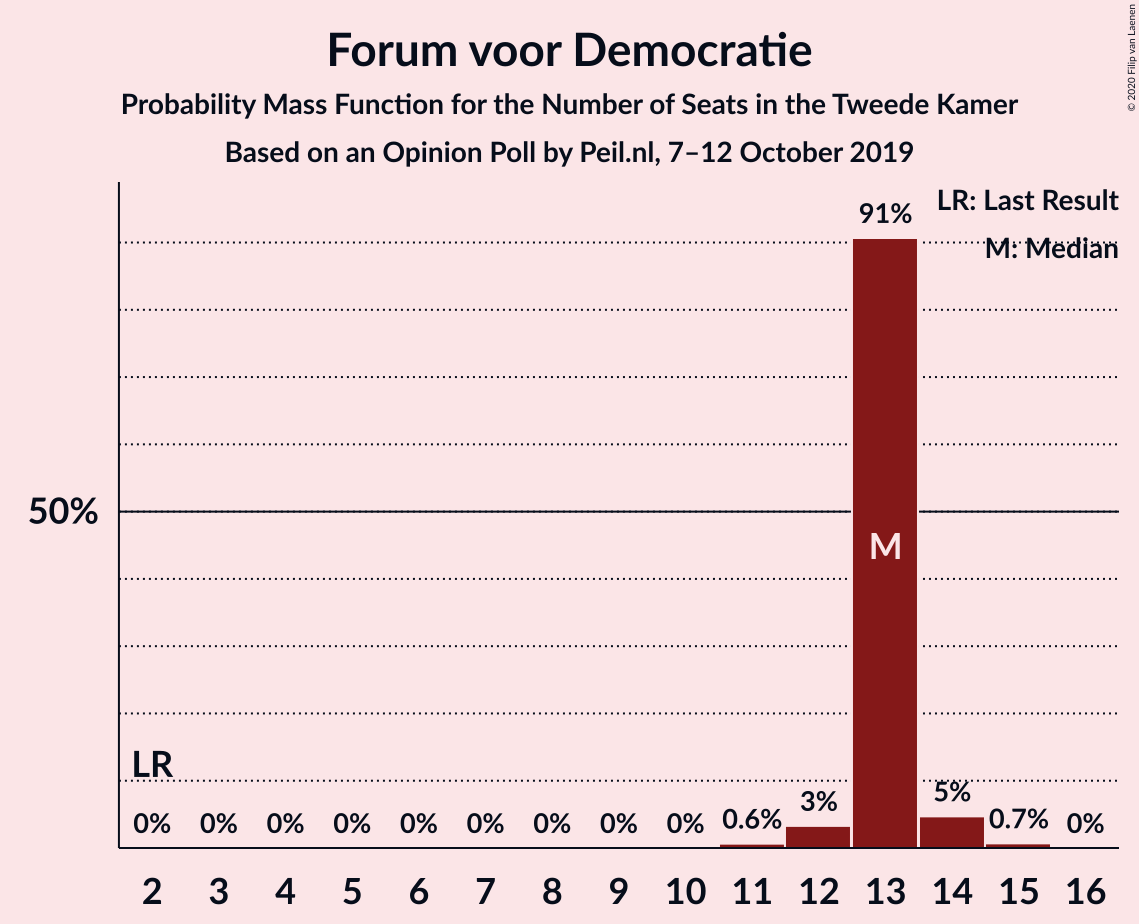 Forum voor Democratie
Probability Mass Function for the Number of Seats in the Tweede Kamer
Based on an Opinion Poll by Peil.nl, 7–12 October 2019
© 2020 Filip van Laenen
LR: Last Result
M: Median
91%
50%
M
LR
0% 0% 0% 0% 0% 0% 0% 0% 0% 0.6% 3% 5% 0.7% 0%
2 3 4 5 6 7 8 9 10 11 12 13 14 15 16